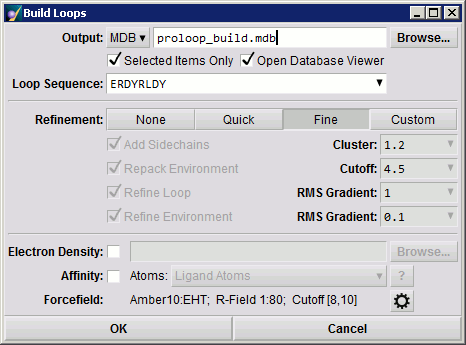 Build Loops
Output: MDB proloop_build.mdb Browse...
Selected Items Only Open Database Viewer
Loop Sequence: ERDYRLDY
Refinement: None Quick Fine Custom
Add Sidechains Cluster: 1.2
Repack Environment Cutoff: 4.5
Refine Loop RMS Gradient: 1
Refine Environment RMS Gradient: 0.1
Electron Density: Browse...
Affinity: Atoms: Ligand Atoms ?
Forcefield: Amber10:EHT; R-Field 1:80; Cutoff [8,10]
OK Cancel